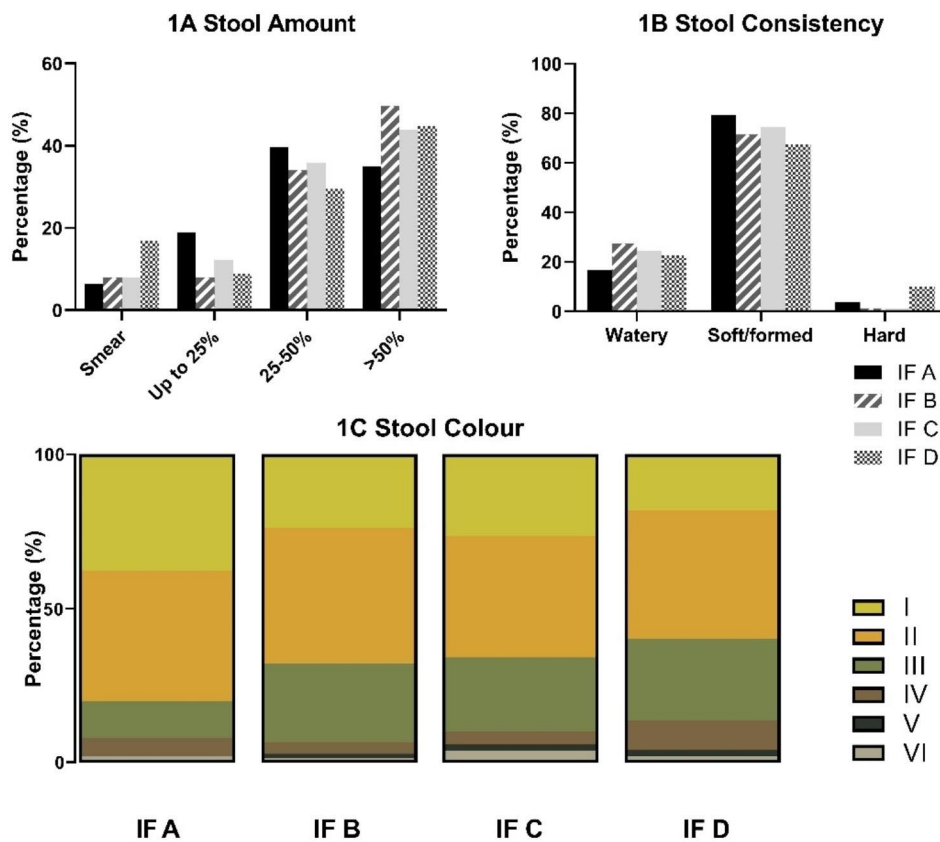 1A Stool Amount
Percentage (%)
60
40
20
0
Smear
Up to 25%
25-50%
>50%
1B Stool Consistency
Percentage (%)
100
80
60
40
20
0
Watery
Soft/formed
Hard
IF A
IF B
IF C
IF D
1C Stool Colour
Percentage (%)
100
50
0
IF A
IF B
IF C
IF D
I
II
III
IV
V
VI